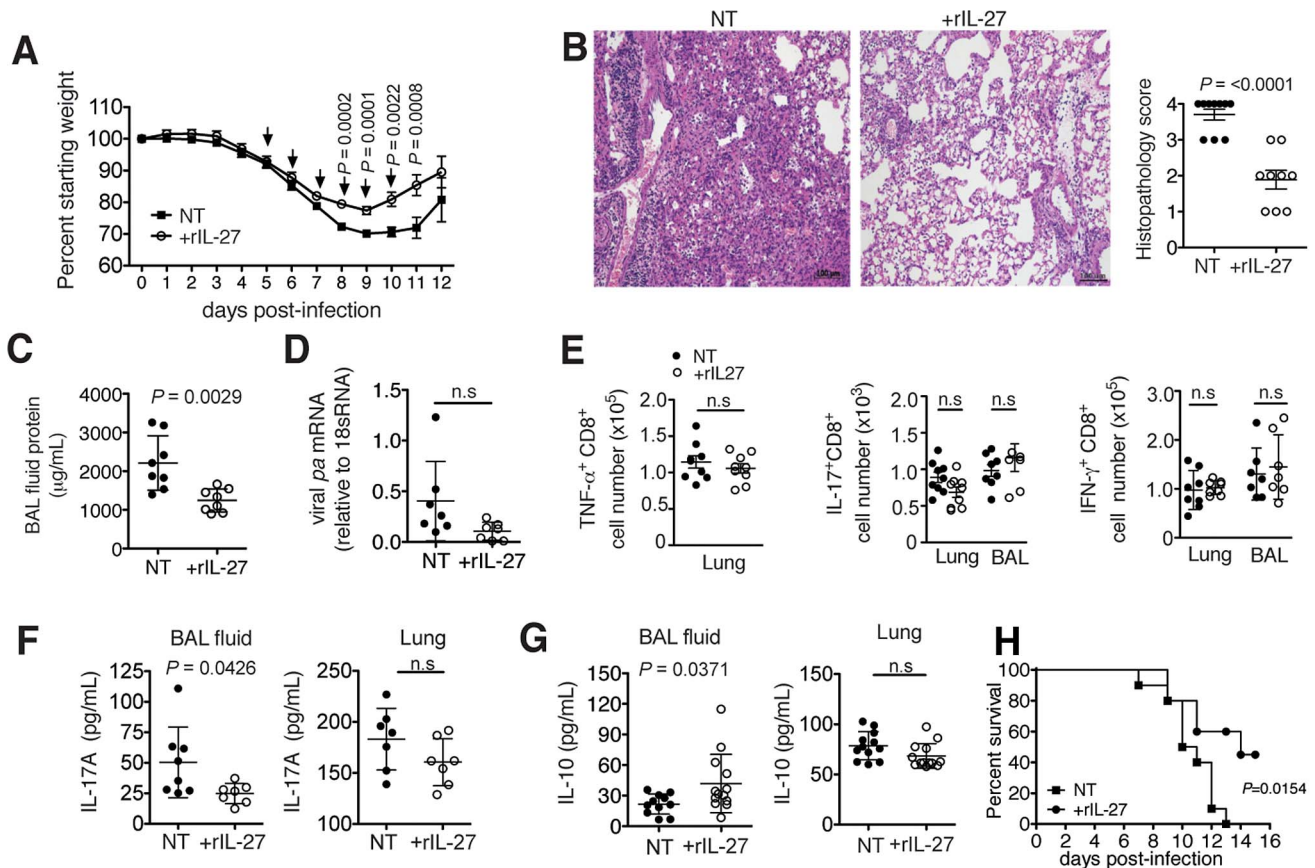 A
Percent starting weight
110
100
90
80
70
60
P = 0.0002
P = 0.0001
P = 0.0022
P = 0.0008
NT
+rIL-27
0 1 2 3 4 5 6 7 8 9 10 11 12
days post-infection
B
NT
+rIL-27
100 µm
100 µm
P = <0.0001
Histopathology score
4
3
2
1
0
NT +rIL-27
C
BAL fluid protein
(µg/mL)
4000
3000
2000
1000
0
P = 0.0029
NT +rIL-27
D
viral pa mRNA
(relative to 18sRNA)
1.5
1.0
0.5
0.0
n.s
NT +rIL-27
E
NT
+rIL27
TNF-α+ CD8+
cell number (x10⁵)
2.0
1.5
1.0
0.5
0
n.s
Lung
IL-17+CD8+
cell number (x10³)
2.0
1.5
1.0
0.5
0
n.s n.s
Lung BAL
IFN-γ+ CD8+
cell number (x10⁵)
3.0
2.0
1.0
0
n.s n.s
Lung BAL
F
BAL fluid
P = 0.0426
IL-17A (pg/mL)
125
100
75
50
25
0
NT +rIL-27
Lung
n.s
IL-17A (pg/mL)
250
200
150
100
NT +rIL-27
G
BAL fluid
P = 0.0371
IL-10 (pg/mL)
150
120
90
60
30
0
NT +rIL-27
Lung
n.s
IL-10 (pg/mL)
150
100
50
0
NT +rIL-27
H
Percent survival
100
80
60
40
20
0
NT
+rIL-27
P=0.0154
0 2 4 6 8 10 12 14 16
days post-infection